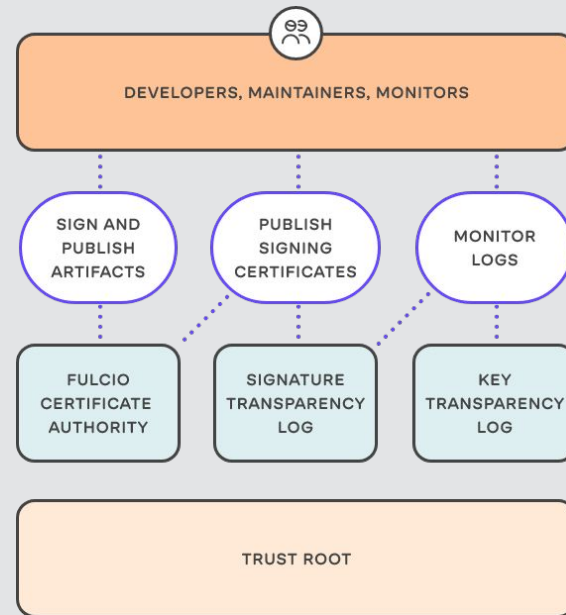 DEVELOPERS, MAINTAINERS, MONITORS
SIGN AND
PUBLISH
ARTIFACTS
PUBLISH
SIGNING
CERTIFICATES
MONITOR
LOGS
FULCIO
CERTIFICATE
AUTHORITY
SIGNATURE
TRANSPARENCY
LOG
KEY
TRANSPARENCY
LOG
TRUST ROOT